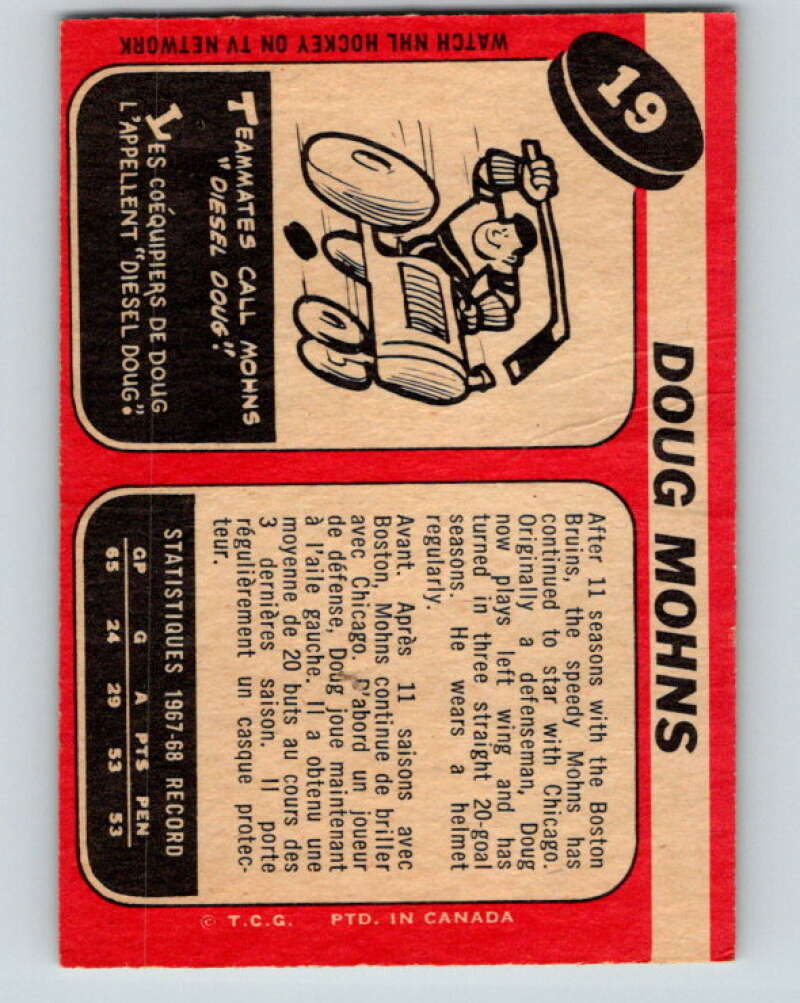 19
DOUG MOHNS
WATCH NHL HOCKEY ON TV NETWORK
TEAMMATES CALL MOHNS
"DIESEL DOUG".
LES COÉQUIPIERS DE DOUG
L'APPELLENT "DIESEL DOUG".
After 11 seasons with the Boston
Bruins, the speedy Mohns has
continued to star with Chicago.
Originally a defenseman, Doug
now plays left wing and has
turned in three straight 20-goal
seasons. He wears a helmet
regularly.
Avant. Après 11 saisons avec
Boston, Mohns continue de briller
avec Chicago. D'abord un joueur
de défense, Doug joue maintenant
à l'aile gauche. Il a obtenu une
moyenne de 20 buts au cours des
3 dernières saison. Il porte
régulièrement un casque protec-
teur.
STATISTIQUES 1967-68 RECORD
GP G A PTS PEN
65 24 29 53 53
© T.C.G. PTD. IN CANADA